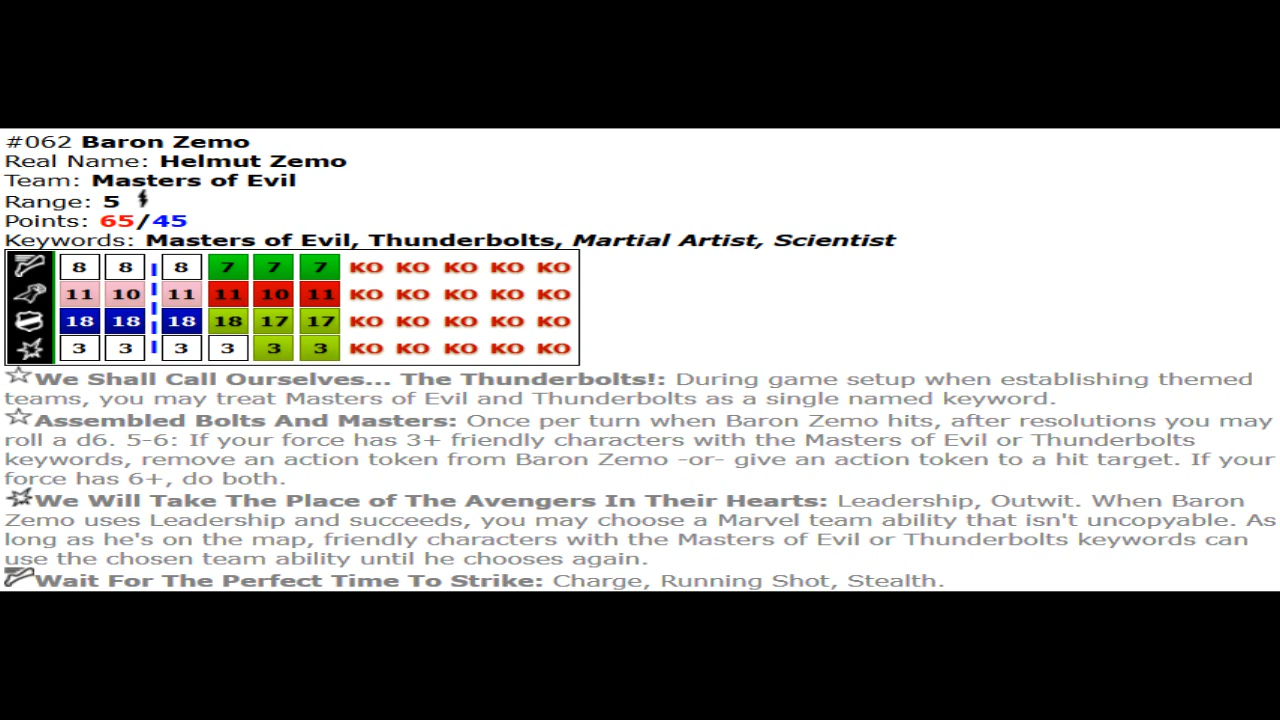 #062 Baron Zemo
Real Name: Helmut Zemo
Team: Masters of Evil
Range: 5
Points: 65/45
Keywords: Masters of Evil, Thunderbolts, Martial Artist, Scientist
8 8 8 7 7 7 KO KO KO KO KO
11 10 11 11 10 11 KO KO KO KO KO
18 18 18 18 17 17 KO KO KO KO KO
3 3 3 3 3 3 KO KO KO KO KO
We Shall Call Ourselves... The Thunderbolts!: During game setup when establishing themed
teams, you may treat Masters of Evil and Thunderbolts as a single named keyword.
Assembled Bolts And Masters: Once per turn when Baron Zemo hits, after resolutions you may
roll a d6. 5-6: If your force has 3+ friendly characters with the Masters of Evil or Thunderbolts
keywords, remove an action token from Baron Zemo -or- give an action token to a hit target. If your
force has 6+, do both.
We Will Take The Place of The Avengers In Their Hearts: Leadership, Outwit. When Baron
Zemo uses Leadership and succeeds, you may choose a Marvel team ability that isn't uncopyable. As
long as he's on the map, friendly characters with the Masters of Evil or Thunderbolts keywords can
use the chosen team ability until he chooses again.
Wait For The Perfect Time To Strike: Charge, Running Shot, Stealth.